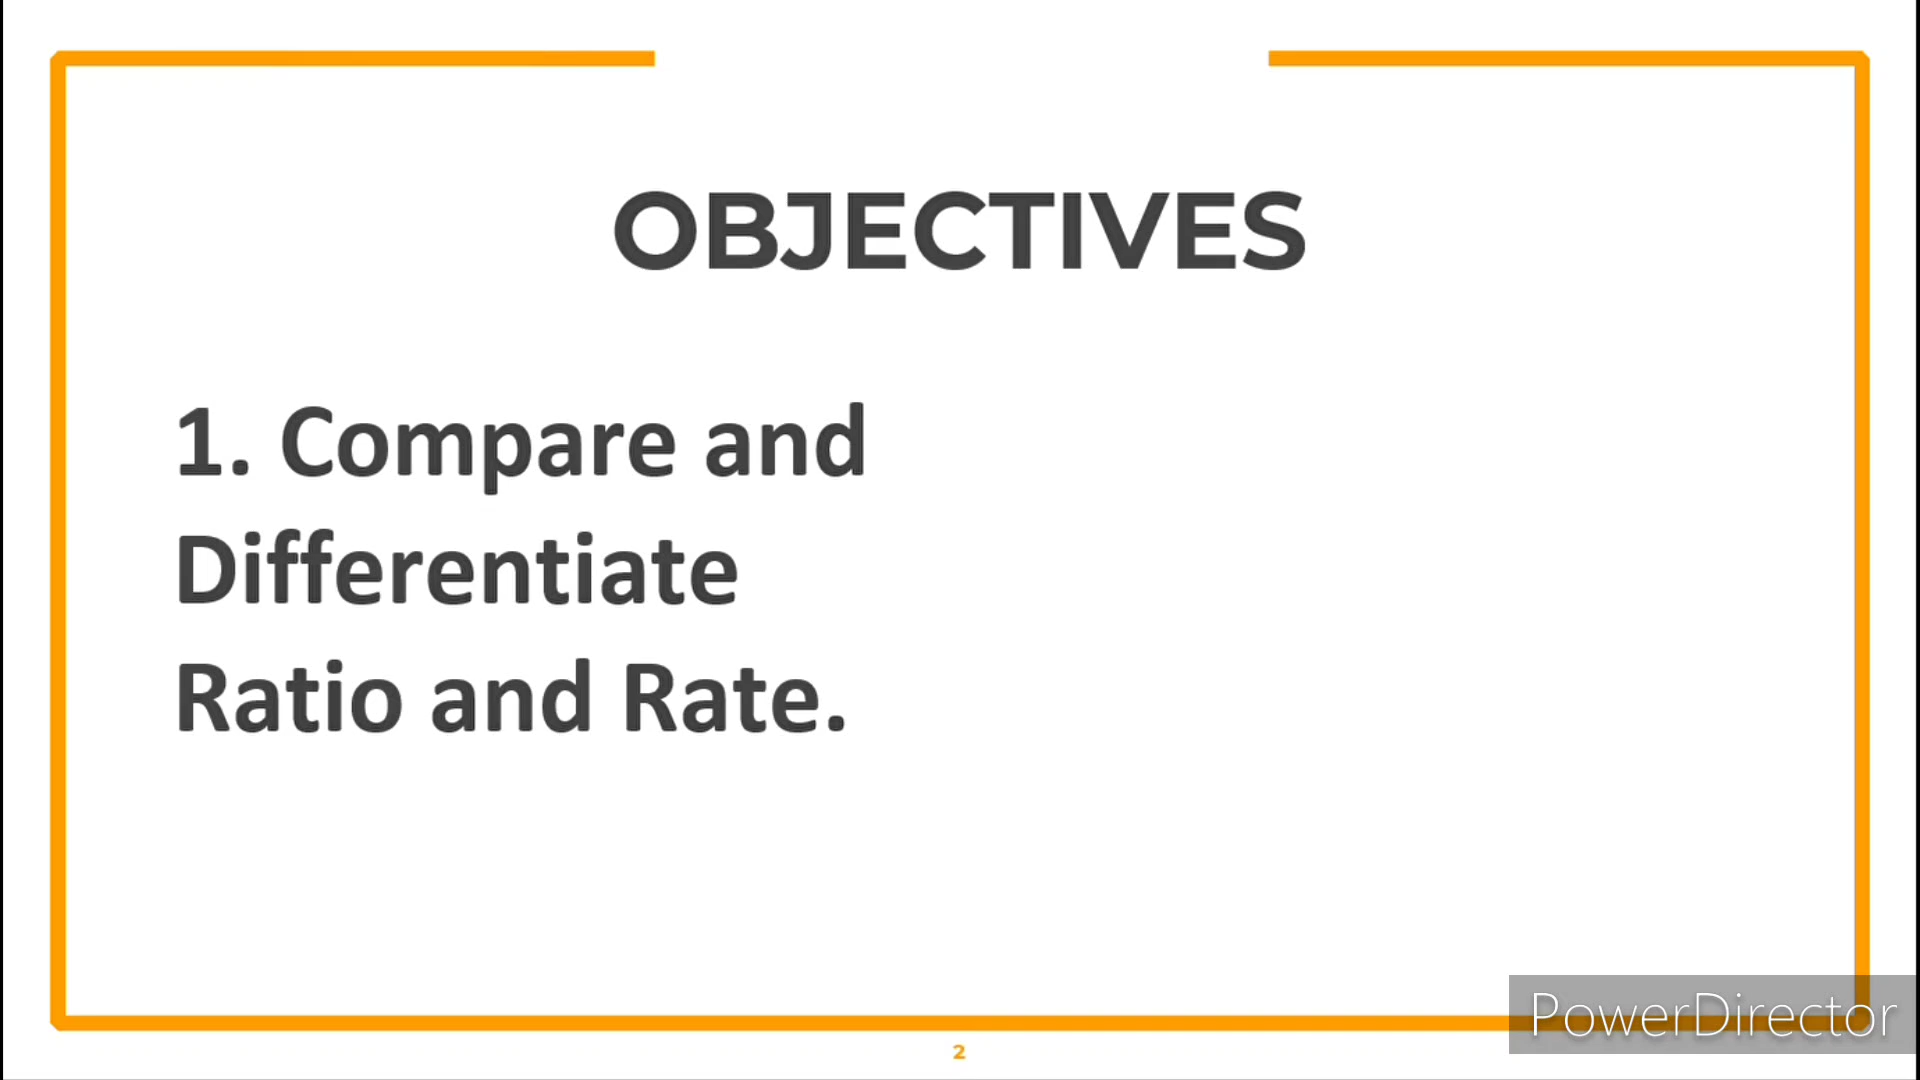 OBJECTIVES
1. Compare and
Differentiate
Ratio and Rate.
PowerDirector
2